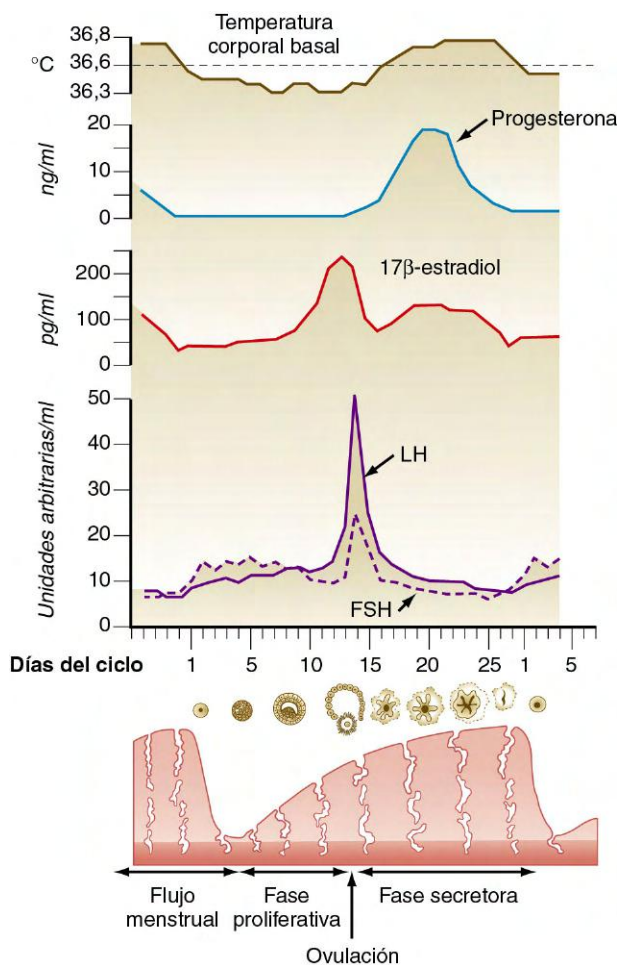 Temperatura
corporal basal
°C
36,8
36,6
36,3
Progesterona
ng/ml
20
10
0
17β-estradiol
pg/ml
200
100
0
Unidades arbitrarias/ml
50
40
30
20
10
0
LH
FSH
Días del ciclo 1 5 10 15 20 25 1 5
Flujo
menstrual
Fase
proliferativa
Fase secretora
Ovulación